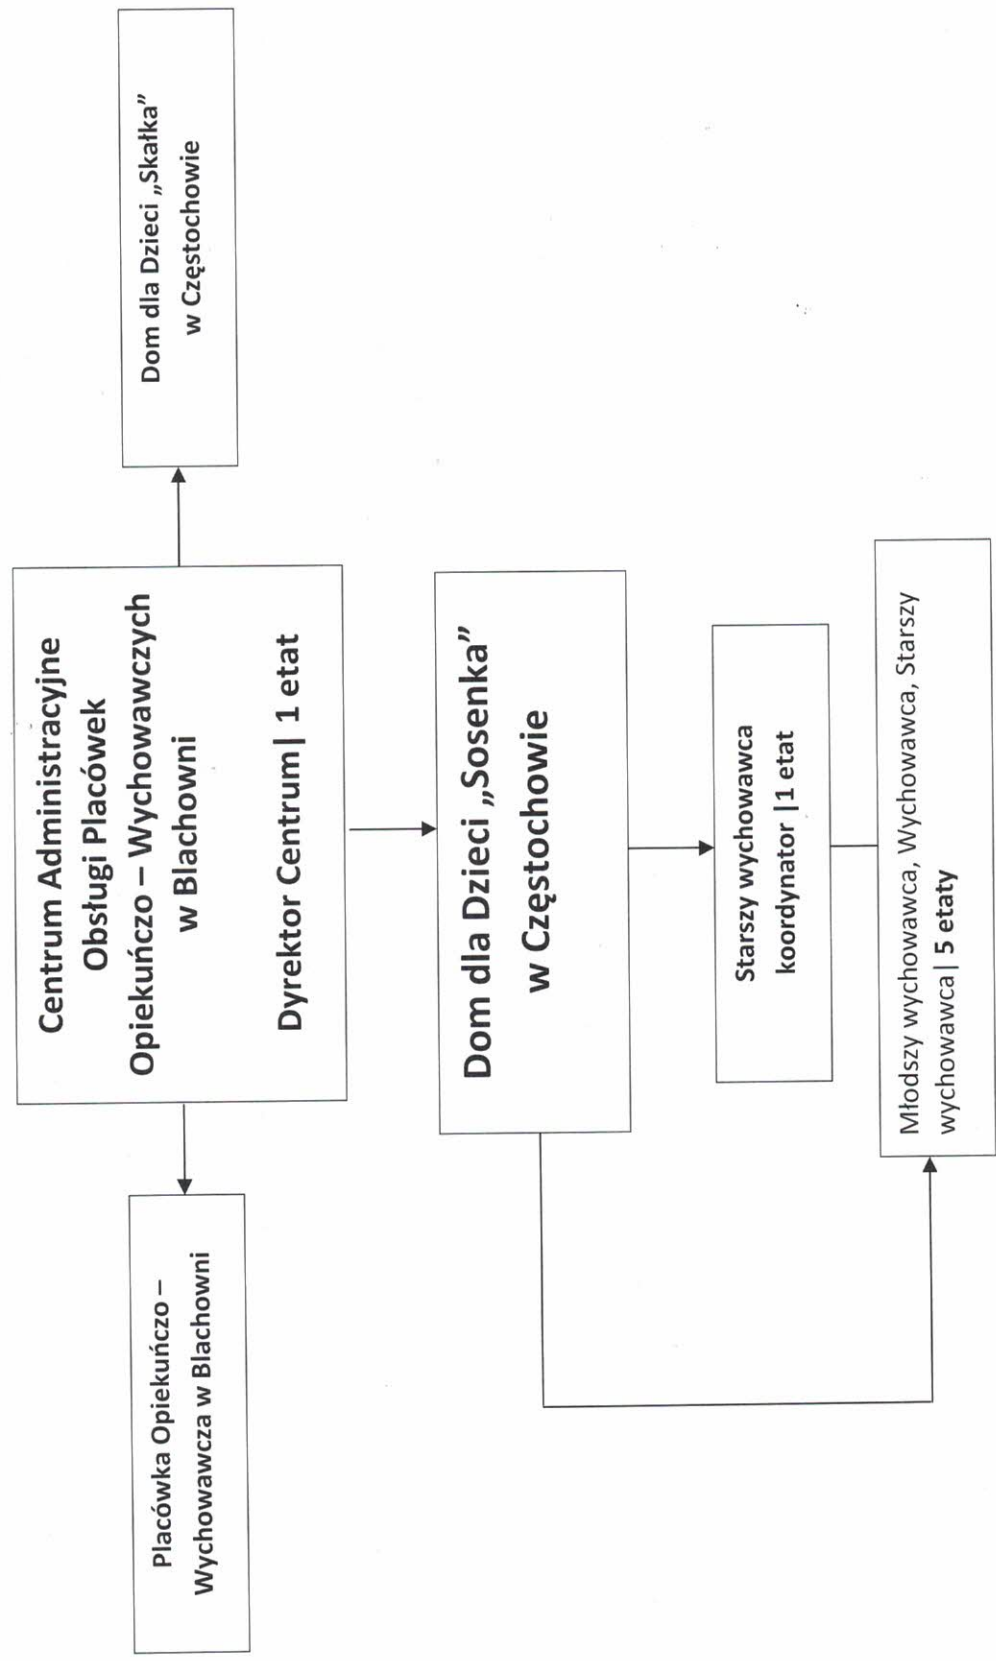 Centrum Administracyjne
Obsługi Placówek
Opiekuńczo – Wychowawczych
w Blachowni
Dyrektor Centrum| 1 etat
Placówka Opiekuńczo –
Wychowawcza w Blachowni
Dom dla Dzieci „Skałka”
w Częstochowie
Dom dla Dzieci „Sosenka”
w Częstochowie
Starszy wychowawca
koordynator |1 etat
Młodszy wychowawca, Wychowawca, Starszy
wychowawca| 5 etaty